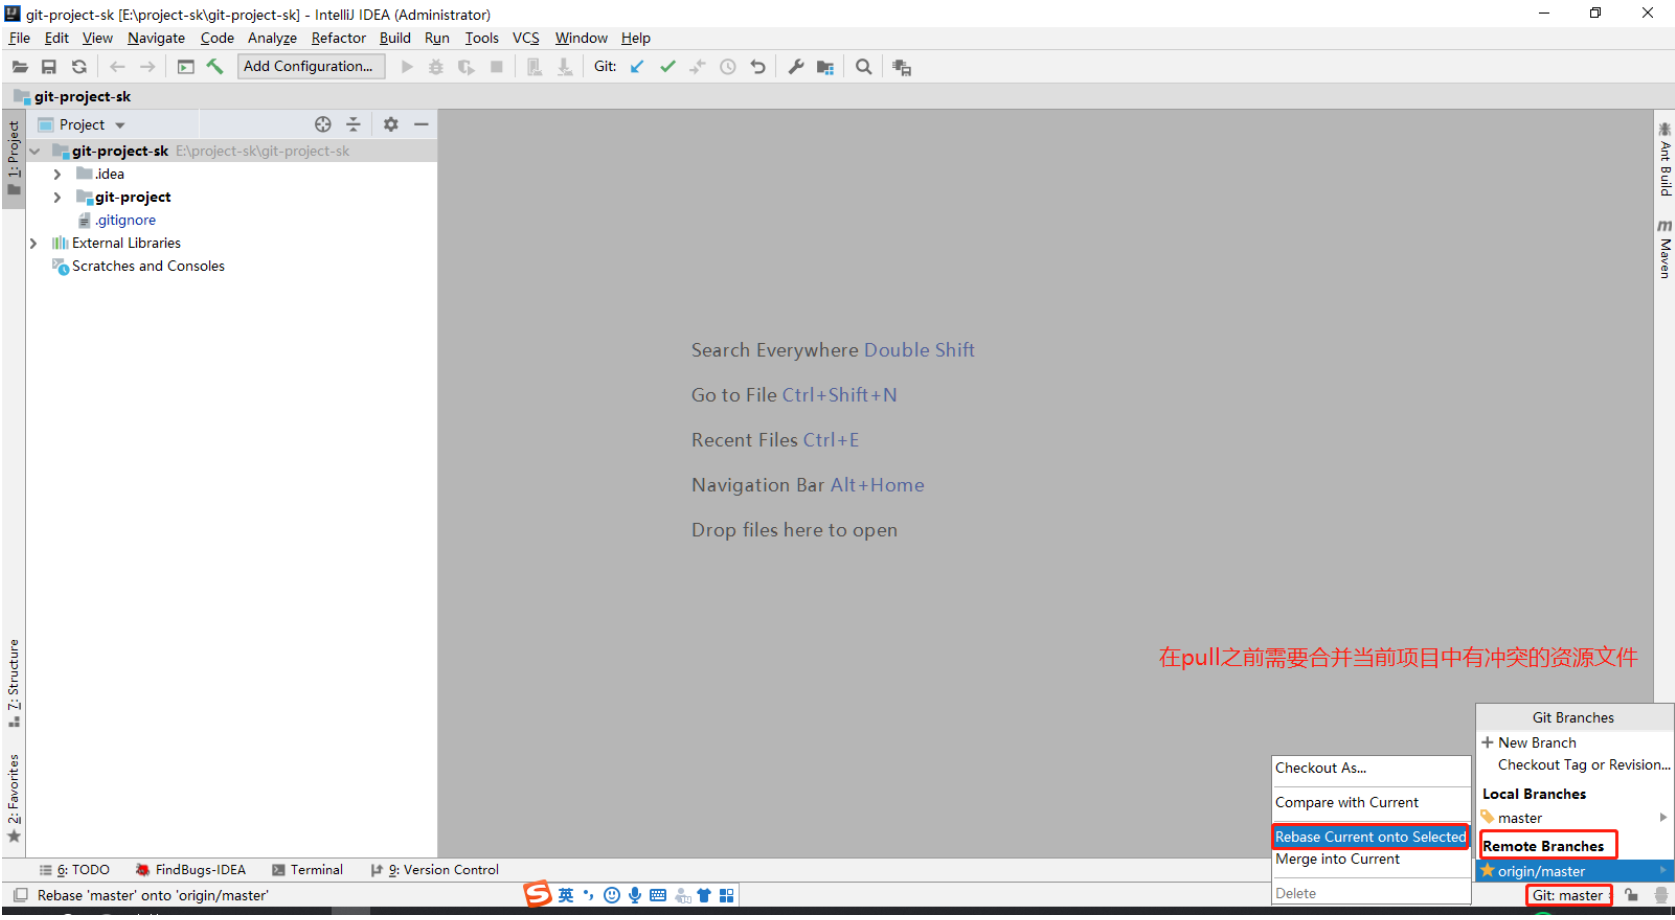 git-project-sk [E:\project-sk\git-project-sk] - IntelliJ IDEA (Administrator)
File Edit View Navigate Code Analyze Refactor Build Run Tools VCS Window Help
Add Configuration... Git:
git-project-sk
1: Project
Project
git-project-sk E:\project-sk\git-project-sk
.idea
git-project
.gitignore
External Libraries
Scratches and Consoles
Ant Build
m Maven
Search Everywhere Double Shift
Go to File Ctrl+Shift+N
Recent Files Ctrl+E
Navigation Bar Alt+Home
Drop files here to open
在pull之前需要合并当前项目中有冲突的资源文件
7: Structure
2: Favorites
Git Branches
New Branch
Checkout Tag or Revision...
Local Branches
master
Remote Branches
origin/master
Checkout As...
Compare with Current
Rebase Current onto Selected
Merge into Current
Delete
6: TODO FindBugs-IDEA Terminal 9: Version Control
Rebase 'master' onto 'origin/master'
S 英
Git: master